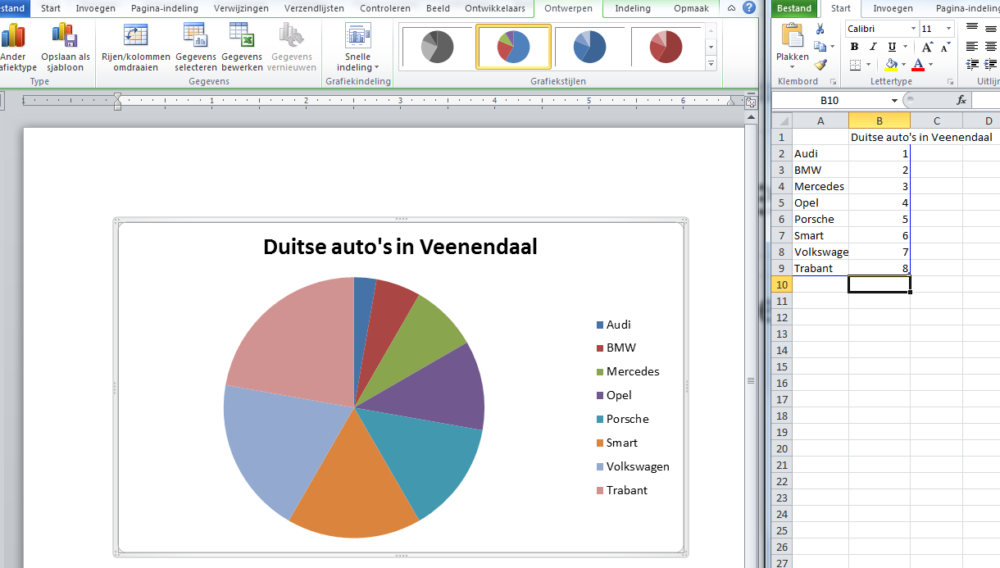 Bestand Start Invoegen Pagina-indeling Verwijzingen Verzendlijsten Controleren Beeld Ontwikkelaars Ontwerpen Indeling Opmaak
Ander Opslaan als Rijen/kolommen Gegevens Gegevens Gegevens Snelle
grafiektype sjabloon omdraaien selecteren bewerken vernieuwen indeling
Type Gegevens Grafiekindeling Grafiekstijlen
1 1 2 3 4 5 6
Duitse auto's in Veenendaal
Audi
BMW
Mercedes
Opel
Porsche
Smart
Volkswagen
Trabant
Bestand Start Invoegen Pagina-indeling
Calibri 11
Plakken B I U A A
A
Klembord Lettertype Uitlijn
B10 fx
A B C D
1 Duitse auto's in Veenendaal
2 Audi 1
3 BMW 2
4 Mercedes 3
5 Opel 4
6 Porsche 5
7 Smart 6
8 Volkswage 7
9 Trabant 8
10
11
12
13
14
15
16
17
18
19
20
21
22
23
24
25
26
27